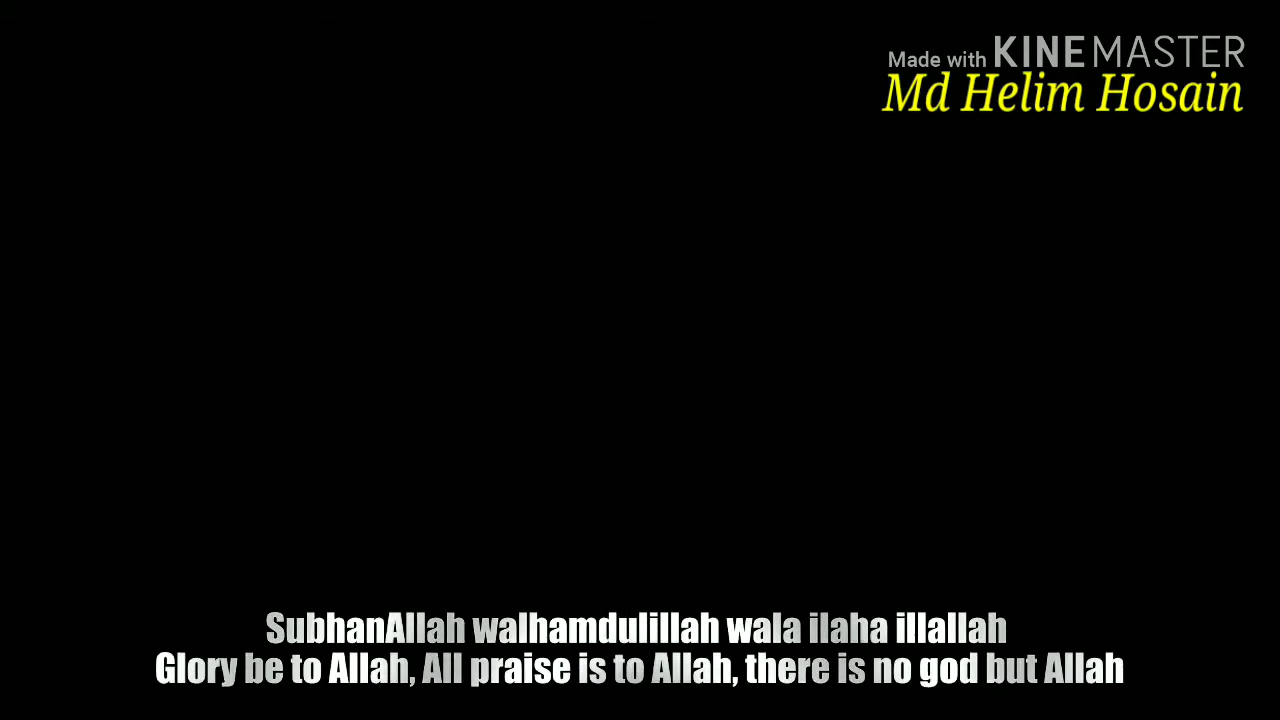 Made with KINEMASTER
Md Helim Hosain
SubhanAllah walhamdulillah wala ilaha illallah
Glory be to Allah, All praise is to Allah, there is no god but Allah